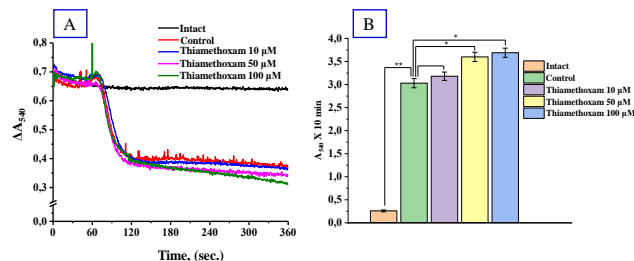 A
Intact
Control
Thiamethoxam 10 µM
Thiamethoxam 50 µM
Thiamethoxam 100 µM
0,8
0,7
0,6
0,5
0,4
0,3
0,0
ΔA540
0 60 120 180 240 300 360
Time, (sec.)
B
Intact
Control
Thiamethoxam 10 µM
Thiamethoxam 50 µM
Thiamethoxam 100 µM
4,0
3,5
3,0
2,5
2,0
1,5
1,0
0,5
0,0
A540 X 10 min
**
*
*